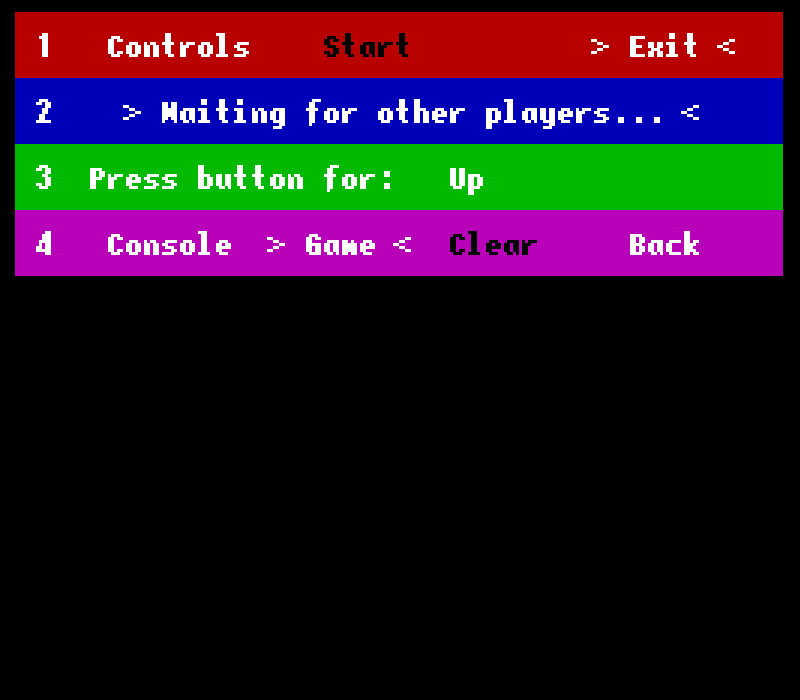 1 Controls Start > Exit <
2 > Waiting for other players... <
3 Press button for: Up
4 Console > Game < Clear Back